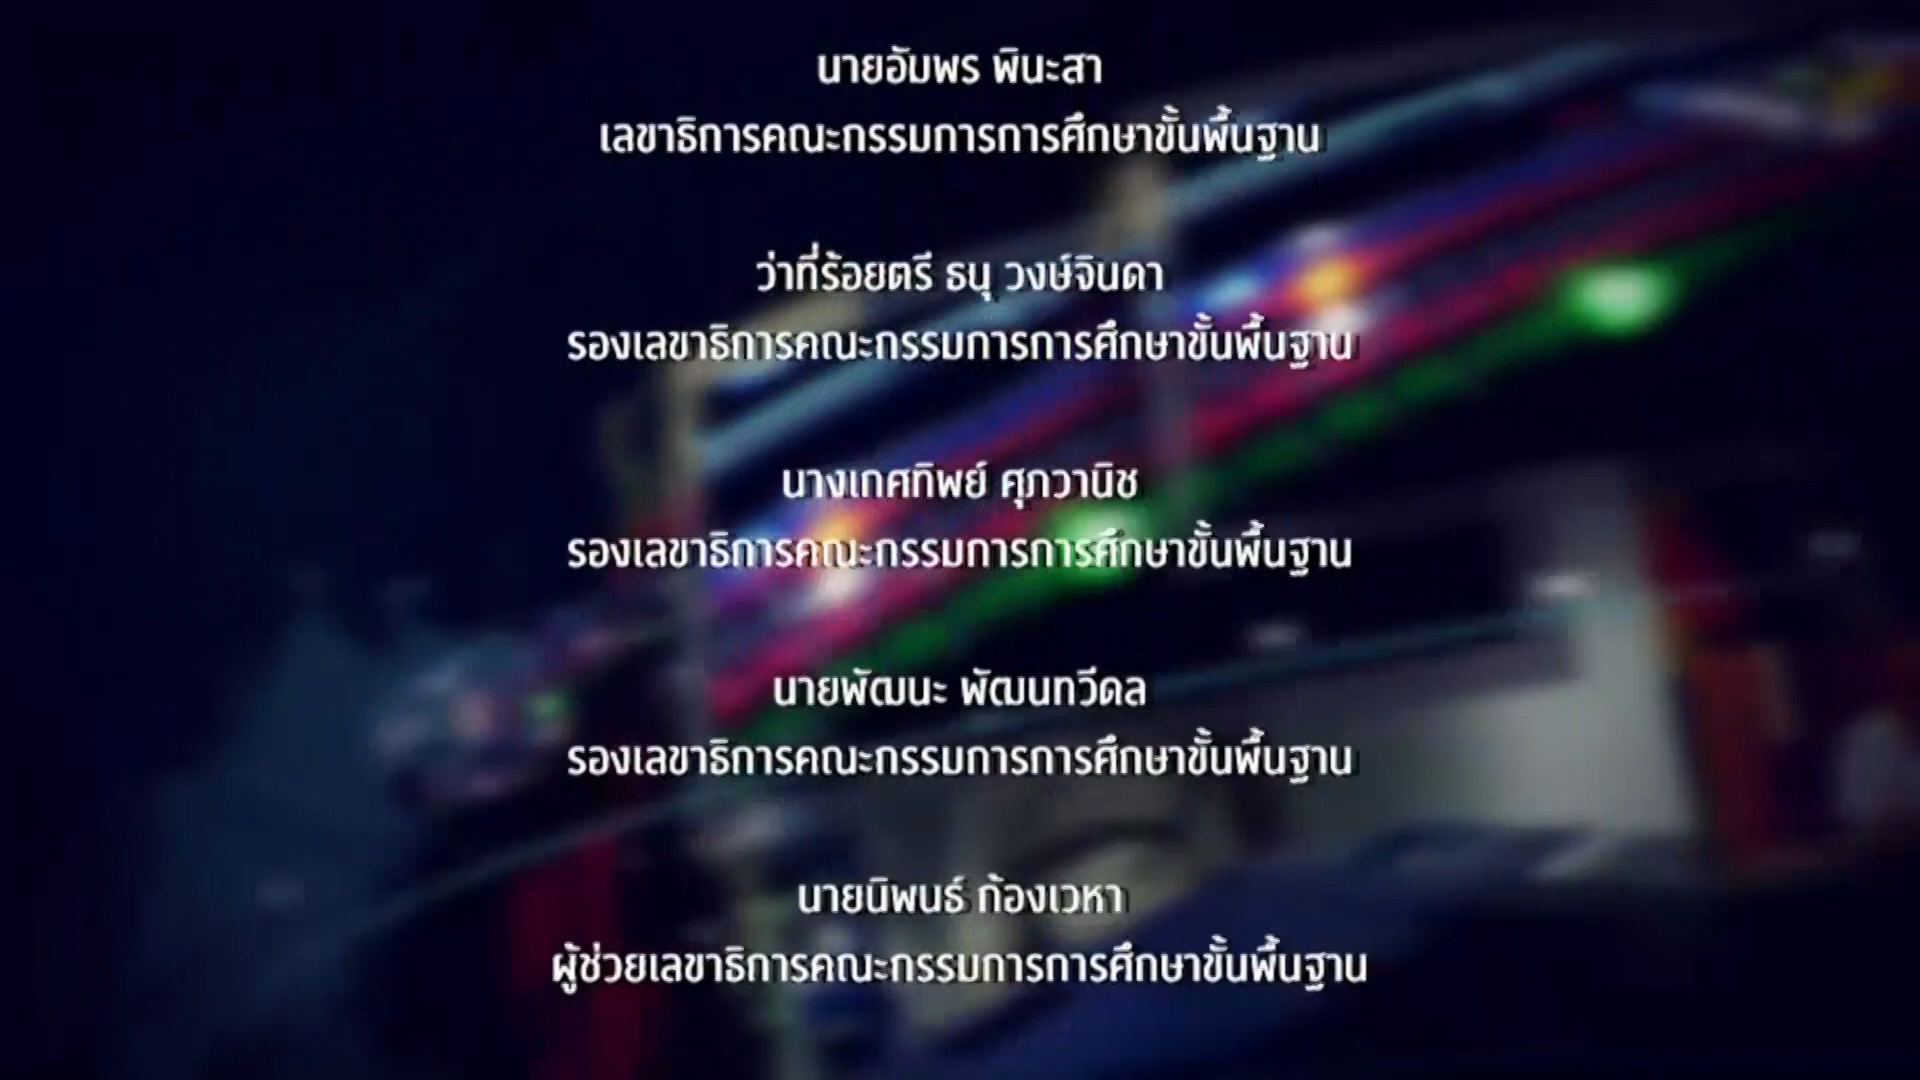 นายอัมพร พินะสา
เลขาธิการคณะกรรมการการศึกษาขั้นพื้นฐาน
ว่าที่ร้อยตรี ธนุ วงษ์จินดา
รองเลขาธิการคณะกรรมการการศึกษาขั้นพื้นฐาน
นางเกศทิพย์ ศุภวานิช
รองเลขาธิการคณะกรรมการการศึกษาขั้นพื้นฐาน
นายพัฒนะ พัฒนทวีดล
รองเลขาธิการคณะกรรมการการศึกษาขั้นพื้นฐาน
นายนิพนธ์ ก้องเวหา
ผู้ช่วยเลขาธิการคณะกรรมการการศึกษาขั้นพื้นฐาน